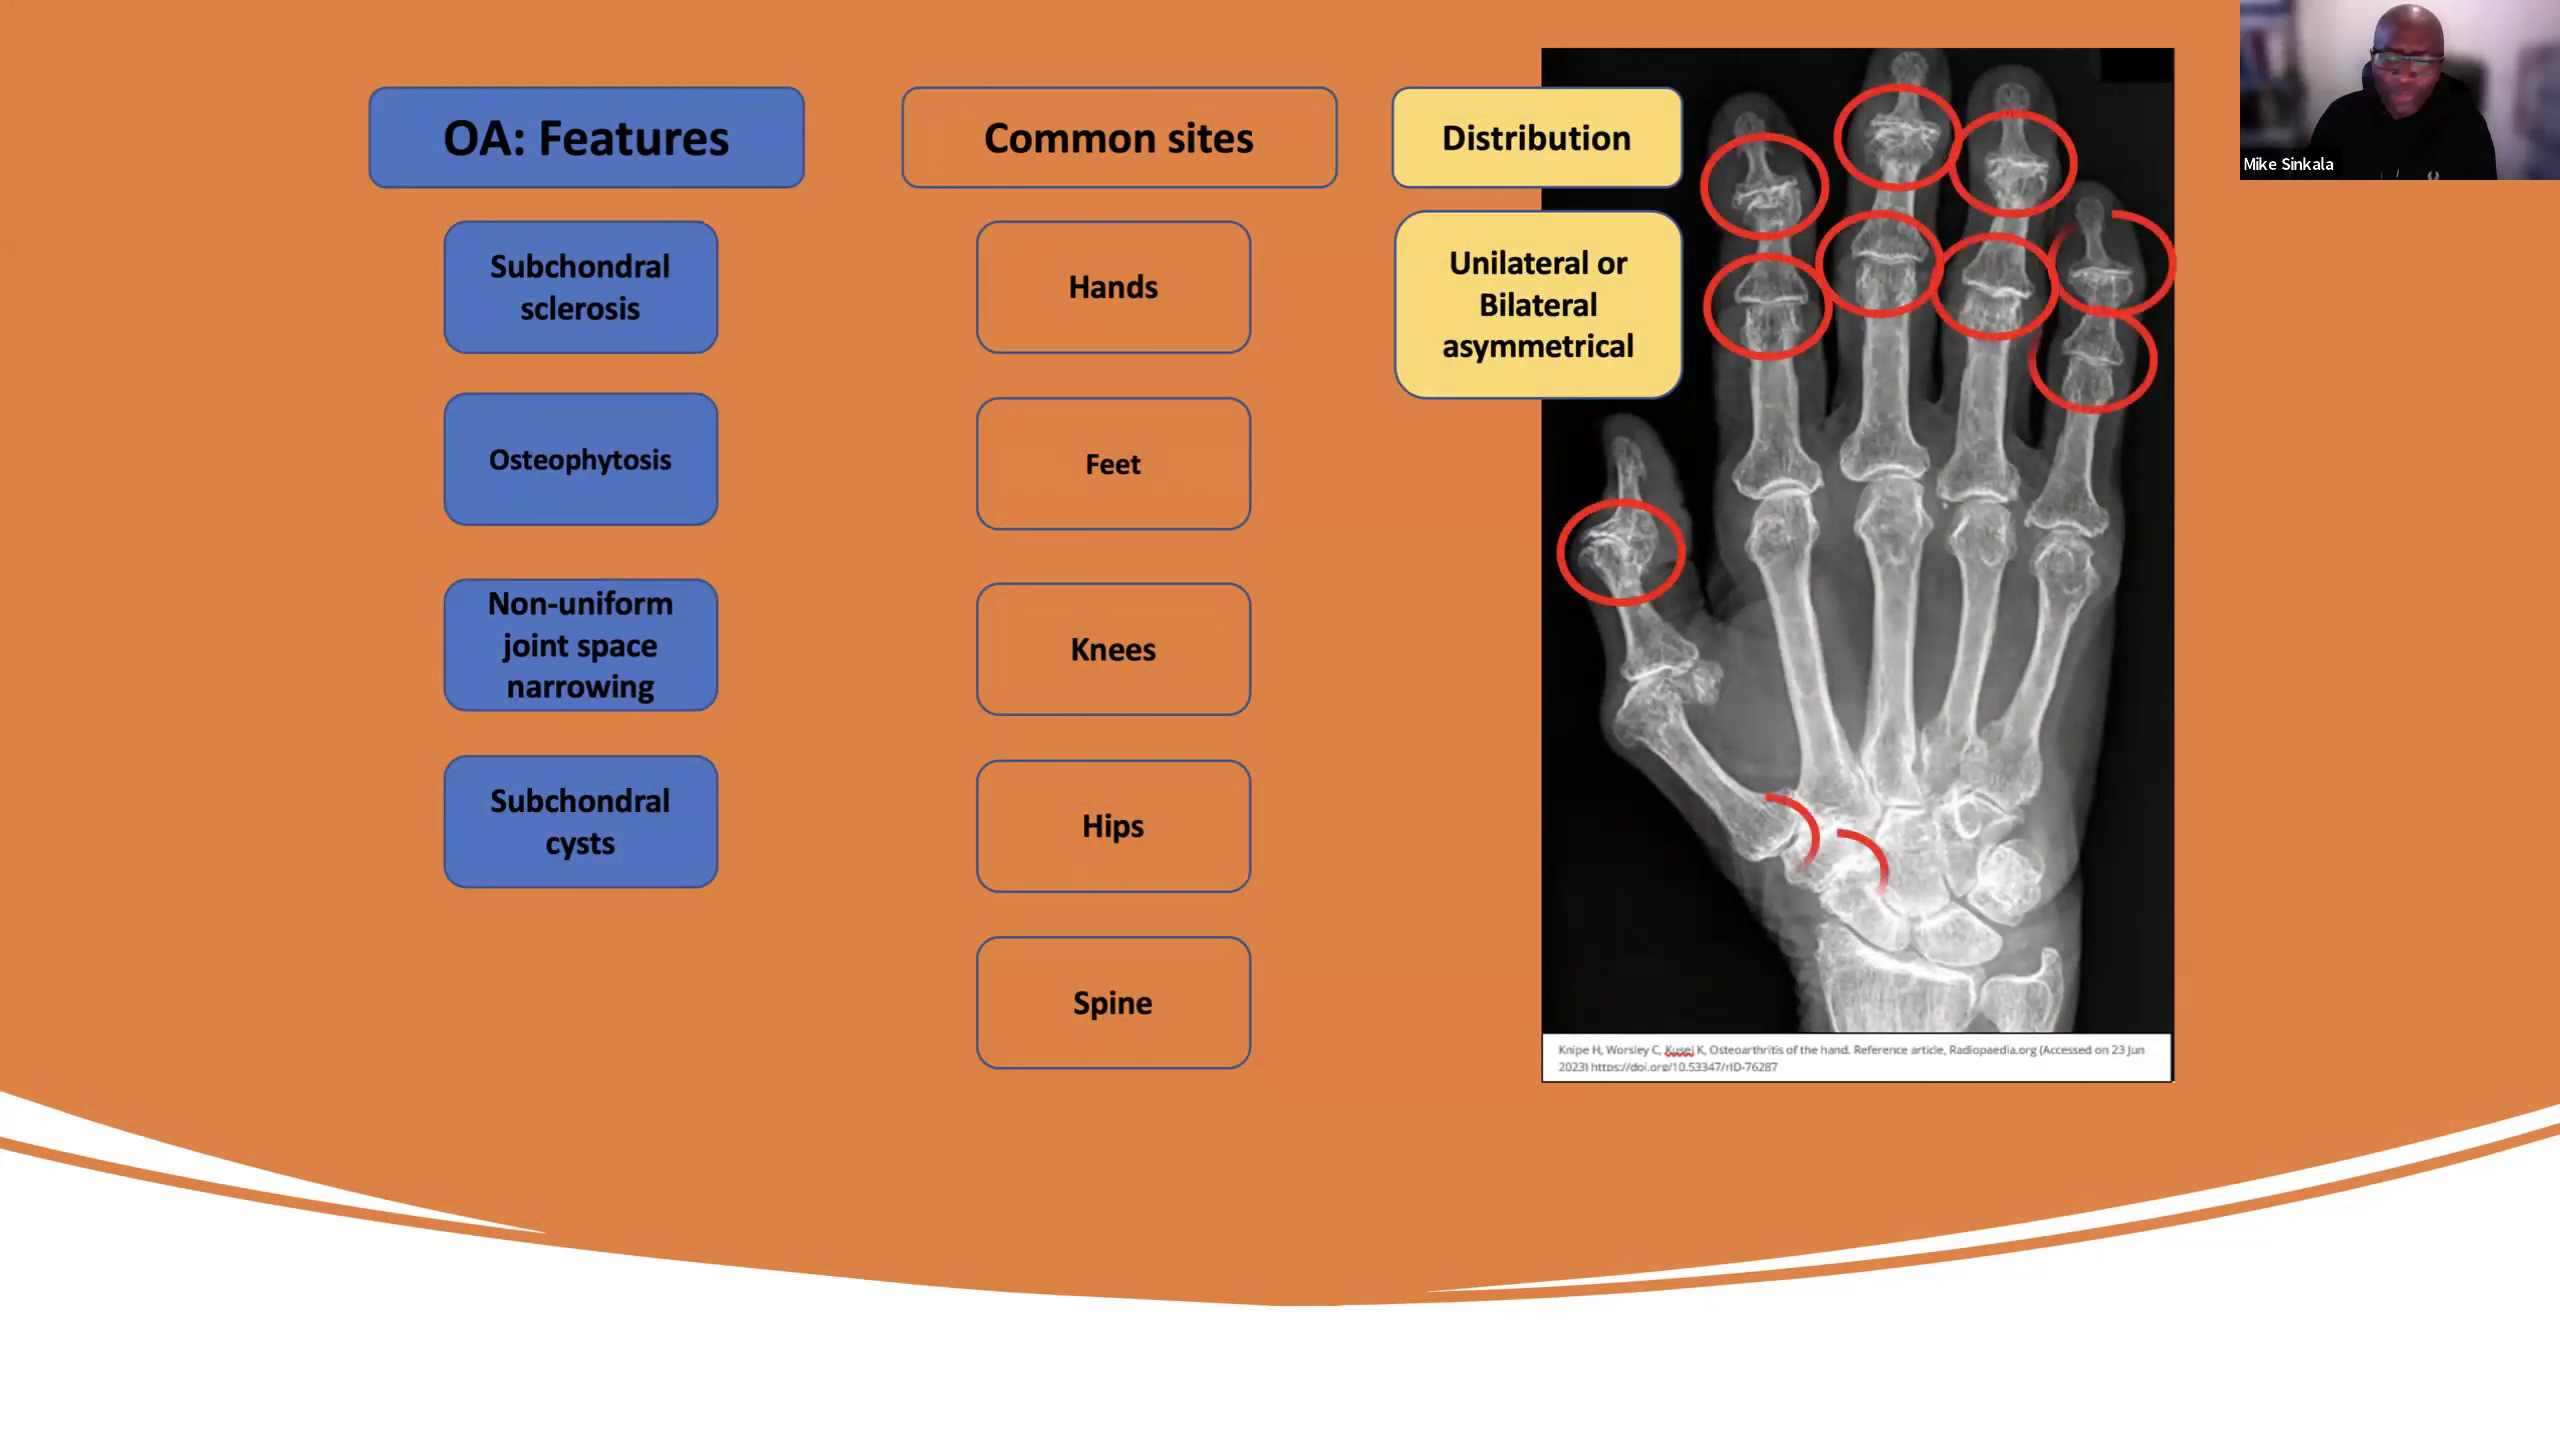 OA: Features
Subchondral
sclerosis
Osteophytosis
Non-uniform
joint space
narrowing
Subchondral
cysts
Common sites
Hands
Feet
Knees
Hips
Spine
Distribution
Unilateral or
Bilateral
asymmetrical
Knipe H, Worsley C, Kusel K, Osteoarthritis of the hand. Reference article, Radiopaedia.org (Accessed on 23 Jun
2023) https://doi.org/10.53347/rID-76287
Mike Sinkala